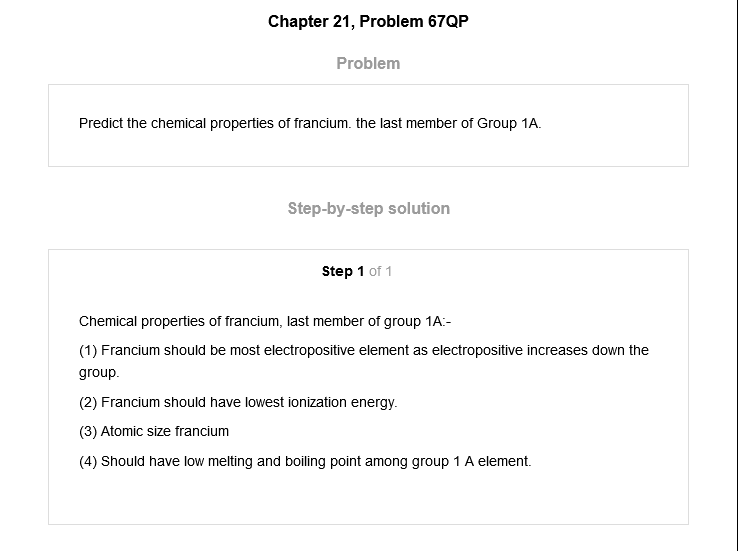 Chapter 21, Problem 67QP
Problem
Predict the chemical properties of francium. the last member of Group 1A.
Step-by-step solution
Step 1 of 1
Chemical properties of francium, last member of group 1A:-
(1) Francium should be most electropositive element as electropositive increases down the
group.
(2) Francium should have lowest ionization energy.
(3) Atomic size francium
(4) Should have low melting and boiling point among group 1 A element.